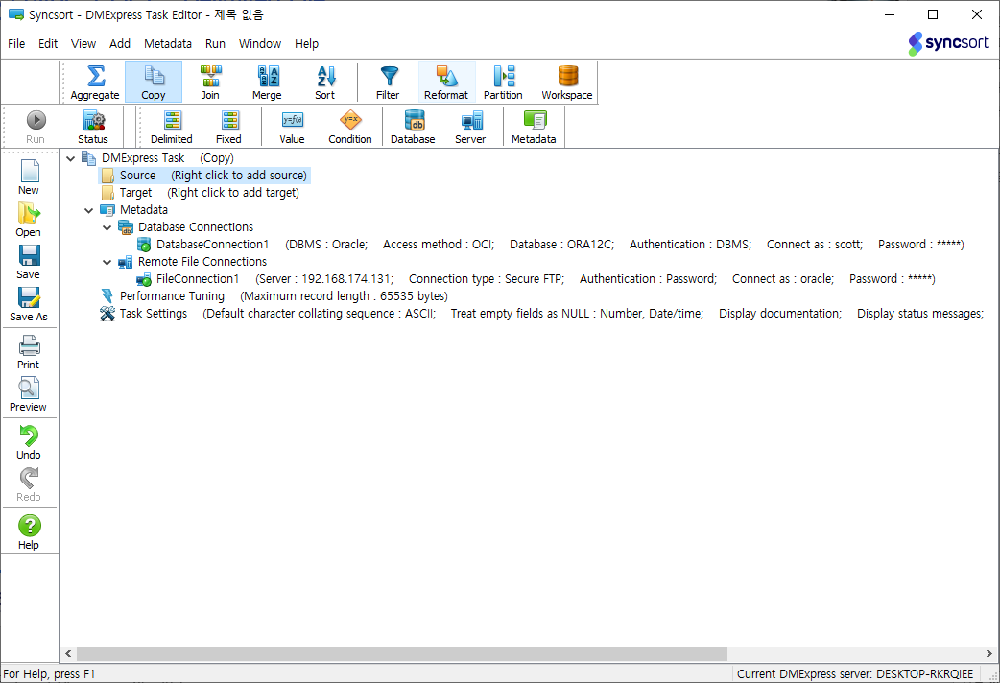 Syncsort - DMExpress Task Editor - 제목 없음
File Edit View Add Metadata Run Window Help
syncsort
Aggregate Copy Join Merge Sort Filter Reformat Partition Workspace
Run Status Delimited Fixed Value Condition Database Server Metadata
New
Open
Save
Save As
Print
Preview
Undo
Redo
Help
DMExpress Task (Copy)
Source (Right click to add source)
Target (Right click to add target)
Metadata
Database Connections
DatabaseConnection1 (DBMS : Oracle; Access method : OCI; Database : ORA12C; Authentication : DBMS; Connect as : scott; Password : *****)
Remote File Connections
FileConnection1 (Server : 192.168.174.131; Connection type : Secure FTP; Authentication : Password; Connect as : oracle; Password : *****)
Performance Tuning (Maximum record length : 65535 bytes)
Task Settings (Default character collating sequence : ASCII; Treat empty fields as NULL : Number, Date/time; Display documentation; Display status messages;
For Help, press F1
Current DMExpress server: DESKTOP-RKRQIEE